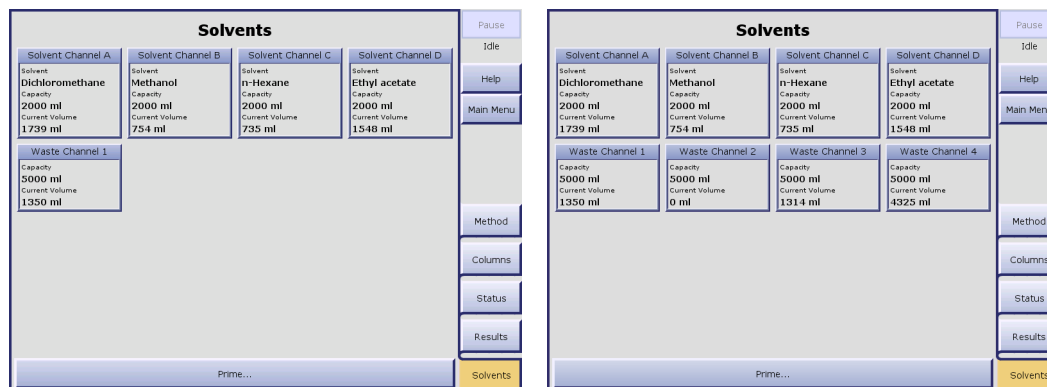 Solvents
Solvent Channel A
Solvent
Dichloromethane
Capacity
2000 ml
Current Volume
1739 ml
Solvent Channel B
Solvent
Methanol
Capacity
2000 ml
Current Volume
754 ml
Solvent Channel C
Solvent
n-Hexane
Capacity
2000 ml
Current Volume
735 ml
Solvent Channel D
Solvent
Ethyl acetate
Capacity
2000 ml
Current Volume
1548 ml
Waste Channel 1
Capacity
5000 ml
Current Volume
1350 ml
Prime...
Pause
Idle
Help
Main Menu
Method
Columns
Status
Results
Solvents
Solvents
Solvent Channel A
Solvent
Dichloromethane
Capacity
2000 ml
Current Volume
1739 ml
Solvent Channel B
Solvent
Methanol
Capacity
2000 ml
Current Volume
754 ml
Solvent Channel C
Solvent
n-Hexane
Capacity
2000 ml
Current Volume
735 ml
Solvent Channel D
Solvent
Ethyl acetate
Capacity
2000 ml
Current Volume
1548 ml
Waste Channel 1
Capacity
5000 ml
Current Volume
1350 ml
Waste Channel 2
Capacity
5000 ml
Current Volume
0 ml
Waste Channel 3
Capacity
5000 ml
Current Volume
1314 ml
Waste Channel 4
Capacity
5000 ml
Current Volume
4325 ml
Prime...
Pause
Idle
Help
Main Men
Method
Columns
Status
Results
Solvents